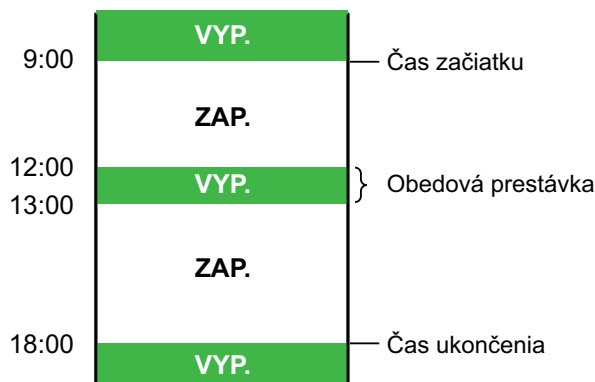 VYP.
9:00
Čas začiatku
ZAP.
12:00
VYP.
Obedová prestávka
13:00
ZAP.
18:00
Čas ukončenia
VYP.